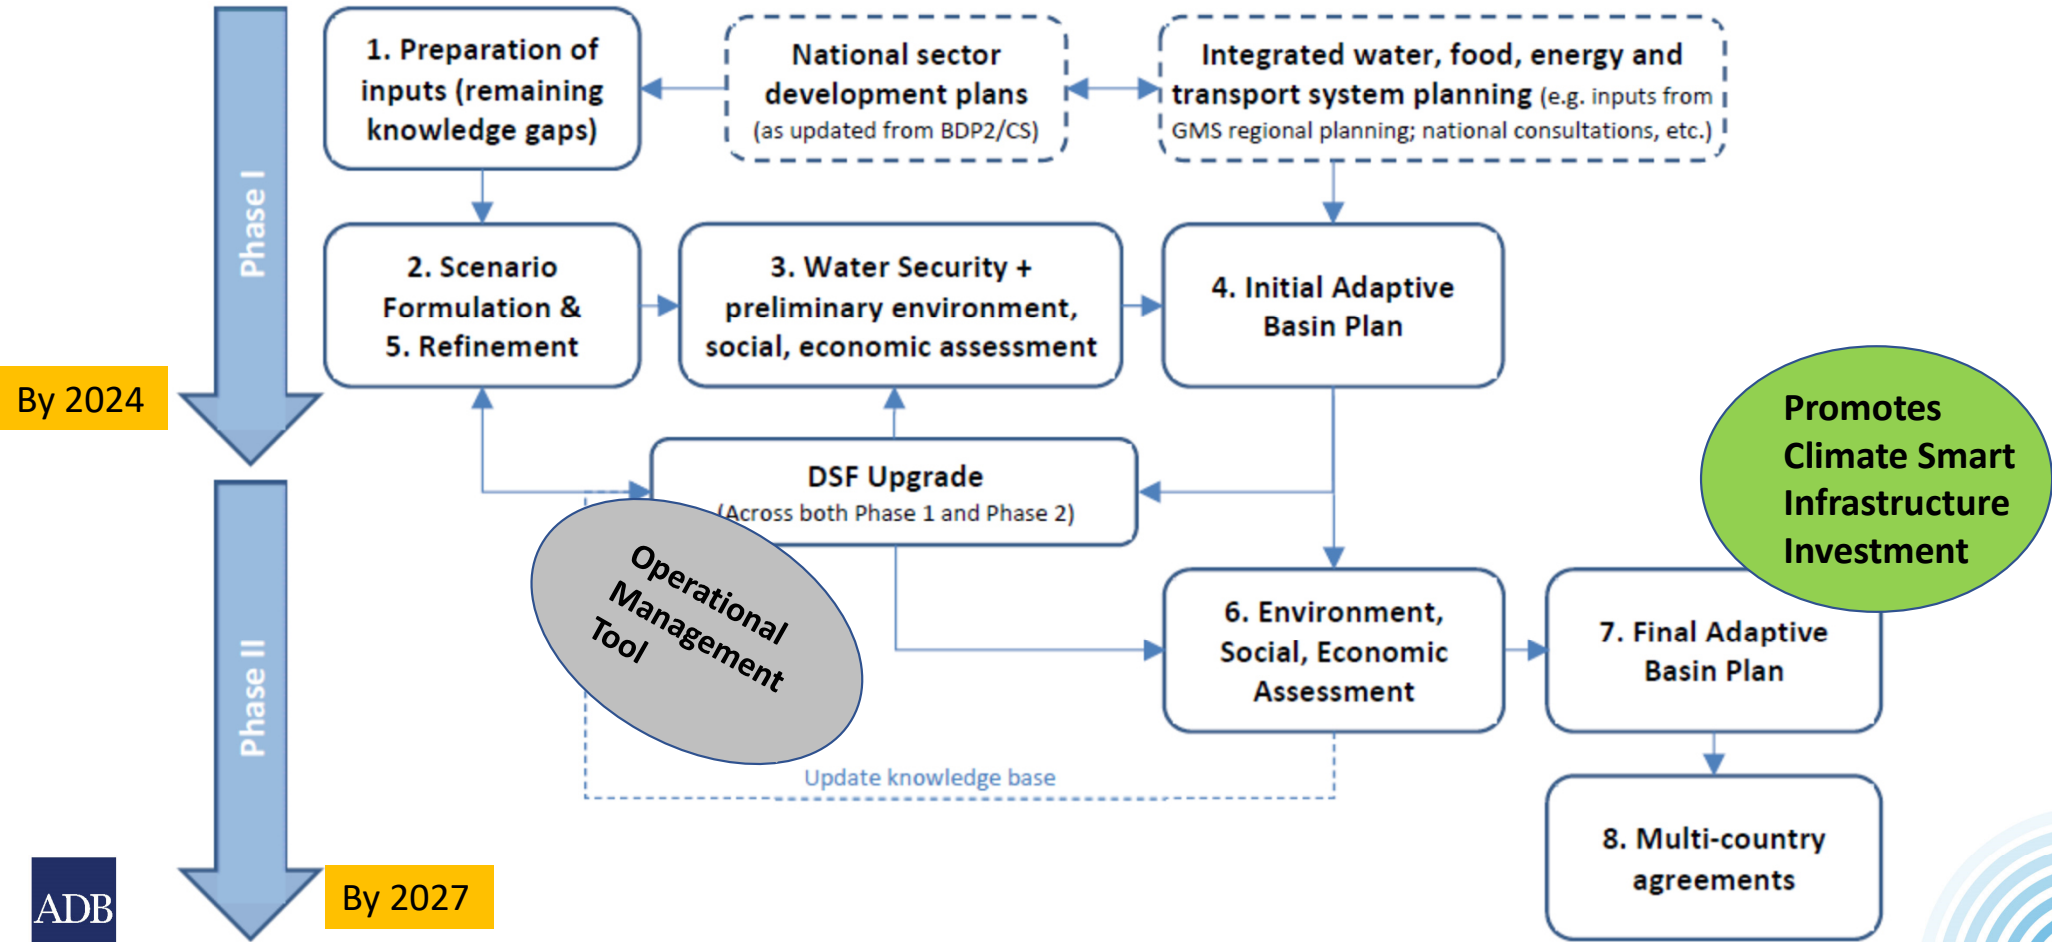 Phase I
By 2024
Phase II
By 2027
1. Preparation of
inputs (remaining
knowledge gaps)
National sector
development plans
(as updated from BDP2/CS)
Integrated water, food, energy and
transport system planning (e.g. inputs from
GMS regional planning; national consultations, etc.)
2. Scenario
Formulation &
5. Refinement
3. Water Security +
preliminary environment,
social, economic assessment
4. Initial Adaptive
Basin Plan
Promotes
Climate Smart
Infrastructure
Investment
DSF Upgrade
(Across both Phase 1 and Phase 2)
Operational
Management
Tool
6. Environment,
Social, Economic
Assessment
7. Final Adaptive
Basin Plan
Update knowledge base
8. Multi-country
agreements
ADB